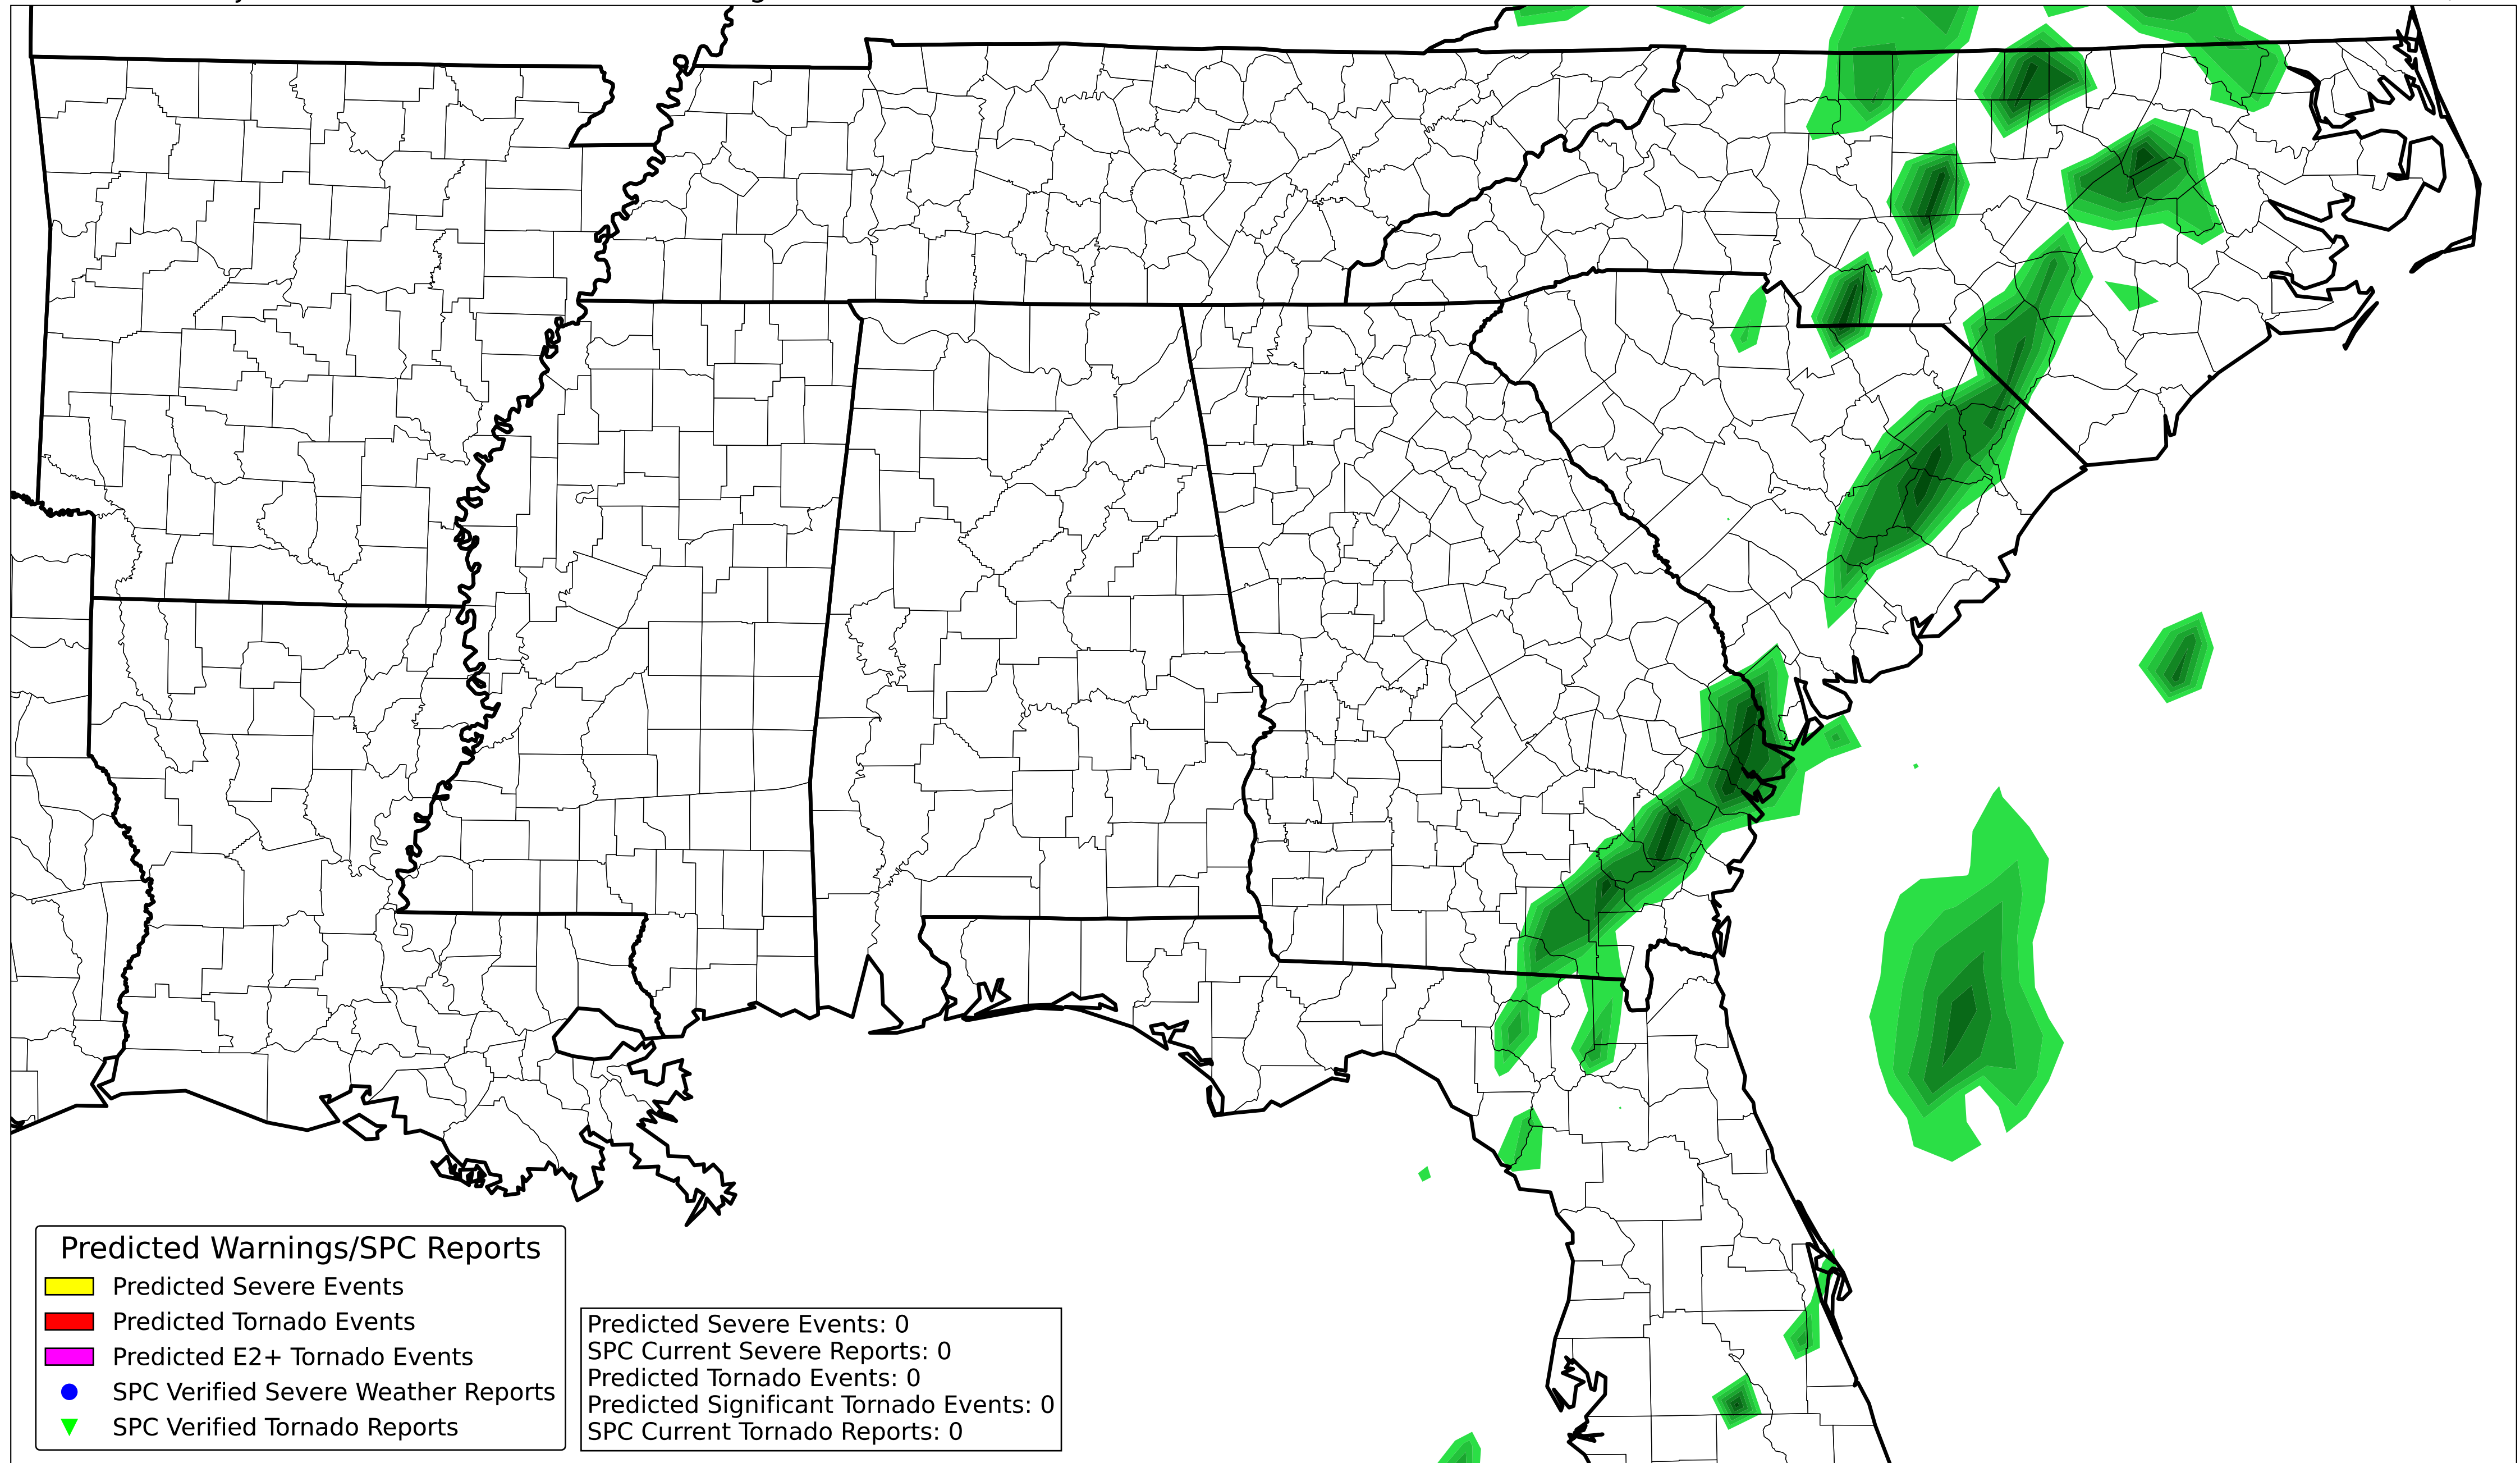 Predicted Warnings/SPC Reports
Predicted Severe Events
Predicted Tornado Events
Predicted E2+ Tornado Events
SPC Verified Severe Weather Reports
SPC Verified Tornado Reports
Predicted Severe Events: 0
SPC Current Severe Reports: 0
Predicted Tornado Events: 0
Predicted Significant Tornado Events: 0
SPC Current Tornado Reports: 0